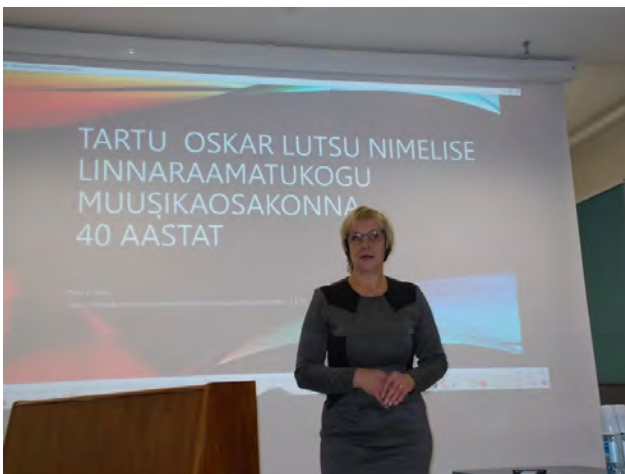 TARTU OSKAR LUTSU NIMELISE
LINNARAAMATUKOGU
MUUSIKAOSAKONNA
40 AASTAT